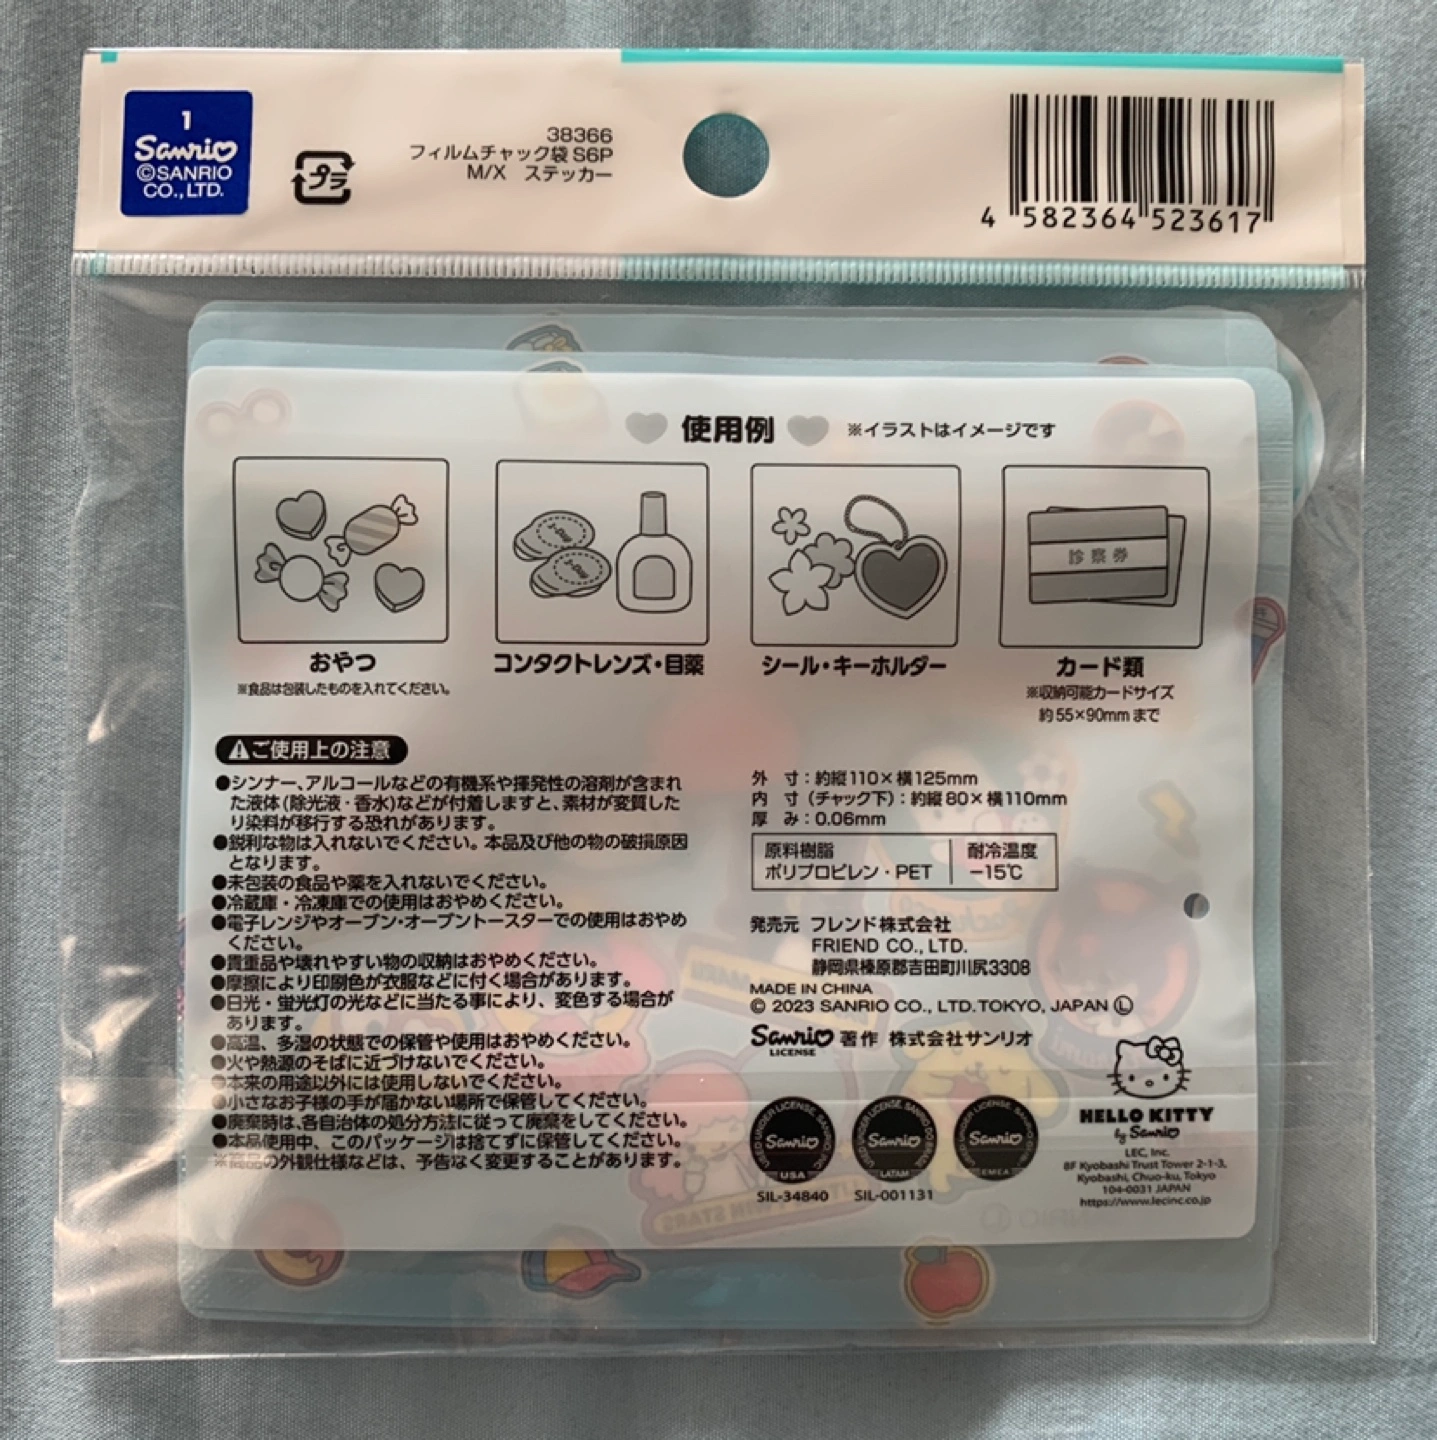 1
Sanrio
©SANRIO
CO., LTD.
プラ
38366
フィルムチャック袋 S6P
M/X ステッカー
4 582364 523617
使用例 ※イラストはイメージです
1-DAY
1-DAY
診察券
おやつ
※食品は包装したものを入れてください。
コンタクトレンズ・目薬
シール・キーホルダー
カード類
※収納可能カードサイズ
約55×90mmまで
ご使用上の注意
●シンナー、アルコールなどの有機系や揮発性の溶剤が含まれ
た液体(除光液・香水)などが付着しますと、素材が変質した
り染料が移行する恐れがあります。
●鋭利な物は入れないでください。本品及び他の物の破損原因
となります。
●未包装の食品や薬を入れないでください。
●冷蔵庫・冷凍庫での使用はおやめください。
●電子レンジやオーブン・オーブントースターでの使用はおやめ
ください。
●貴重品や壊れやすい物の収納はおやめください。
●摩擦により印刷色が衣服などに付く場合があります。
●日光・蛍光灯の光などに当たる事により、変色する場合が
あります。
●高温、多湿の状態での保管や使用はおやめください。
●火や熱源のそばに近づけないでください。
●本来の用途以外には使用しないでください。
●小さなお子様の手が届かない場所で保管してください。
●廃棄時は、各自治体の処分方法に従って廃棄をしてください。
●本品使用中、このパッケージは捨てずに保管してください。
※商品の外観仕様などは、予告なく変更することがあります。
外 寸：約縦110×横125mm
内 寸（チャック下）：約縦80×横110mm
厚 み：0.06mm
原料樹脂 耐冷温度
ポリプロピレン・PET －15℃
発売元 フレンド株式会社
FRIEND CO., LTD.
静岡県榛原郡吉田町川尻3308
MADE IN CHINA
© 2023 SANRIO CO., LTD. TOKYO, JAPAN Ⓛ
Sanrio 著作 株式会社サンリオ
LICENSE
USED UNDER LICENSE, SANRIO, INC.
Sanrio
USA
SIL-34840
Sanrio
LATAM
SIL-001131
Sanrio
EMEA
HELLO KITTY
by Sanrio
LEC, Inc.
8F Kyobashi Trust Tower 2-1-3,
Kyobashi, Chuo-ku, Tokyo
104-0031 JAPAN
https://www.lecinc.co.jp